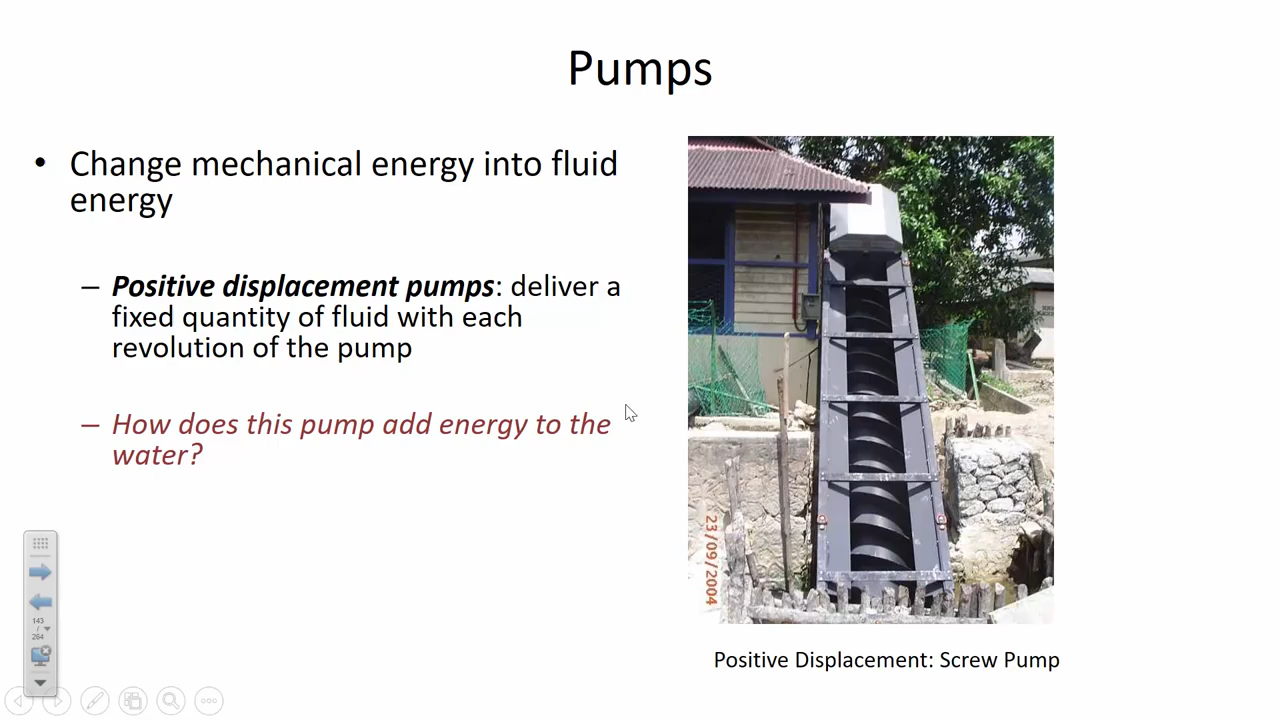 Pumps
• Change mechanical energy into fluid
energy
– Positive displacement pumps: deliver a
fixed quantity of fluid with each
revolution of the pump
– How does this pump add energy to the
water?
23/09/2004
Positive Displacement: Screw Pump
143
/
264